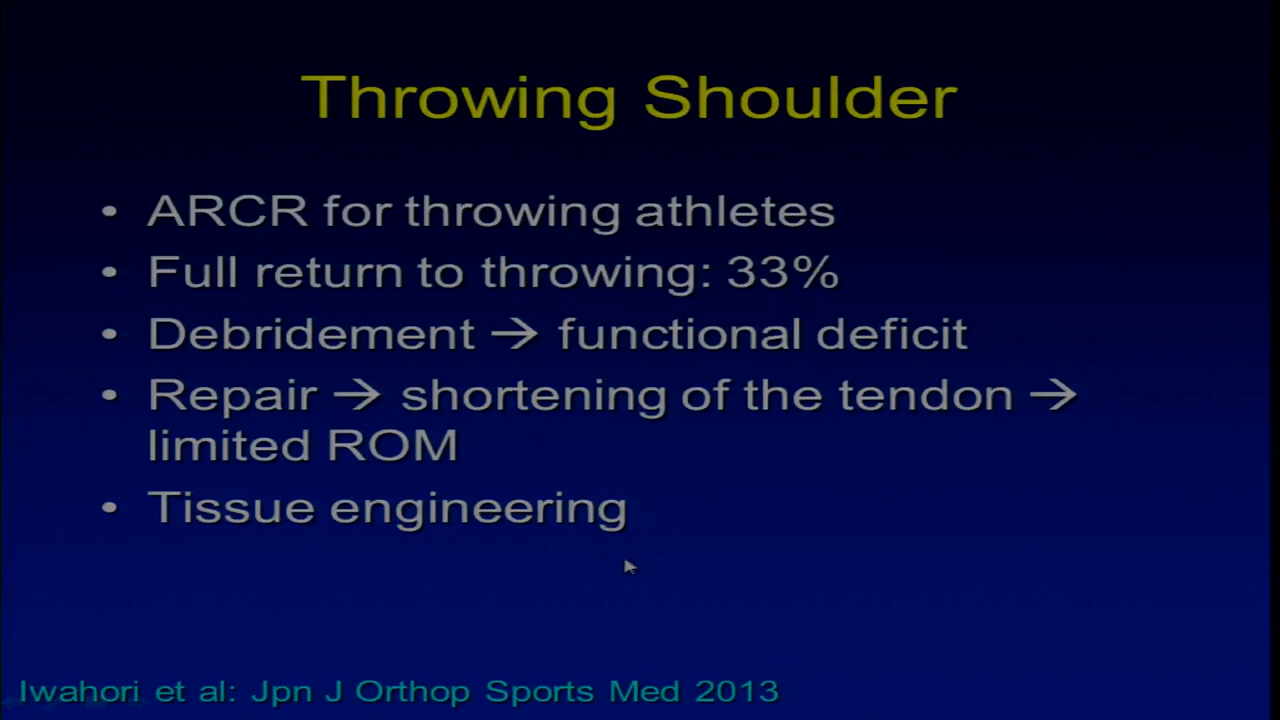 Throwing Shoulder
• ARCR for throwing athletes
• Full return to throwing: 33%
• Debridement → functional deficit
• Repair → shortening of the tendon →
limited ROM
• Tissue engineering
Iwahori et al: Jpn J Orthop Sports Med 2013